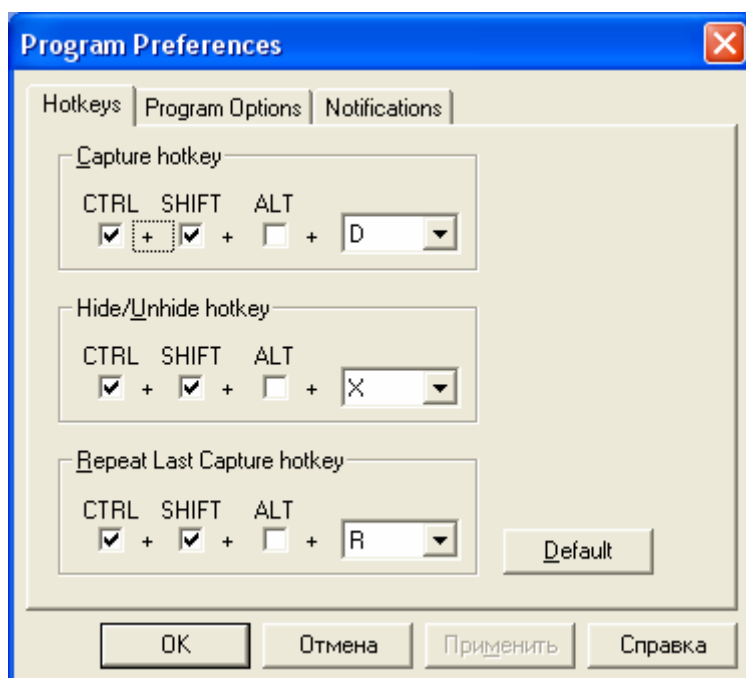 Program Preferences
Hotkeys Program Options Notifications
Capture hotkey
CTRL SHIFT ALT
+ + + D
Hide/Unhide hotkey
CTRL SHIFT ALT
+ + + X
Repeat Last Capture hotkey
CTRL SHIFT ALT
+ + + R
Default
OK Отмена Применить Справка